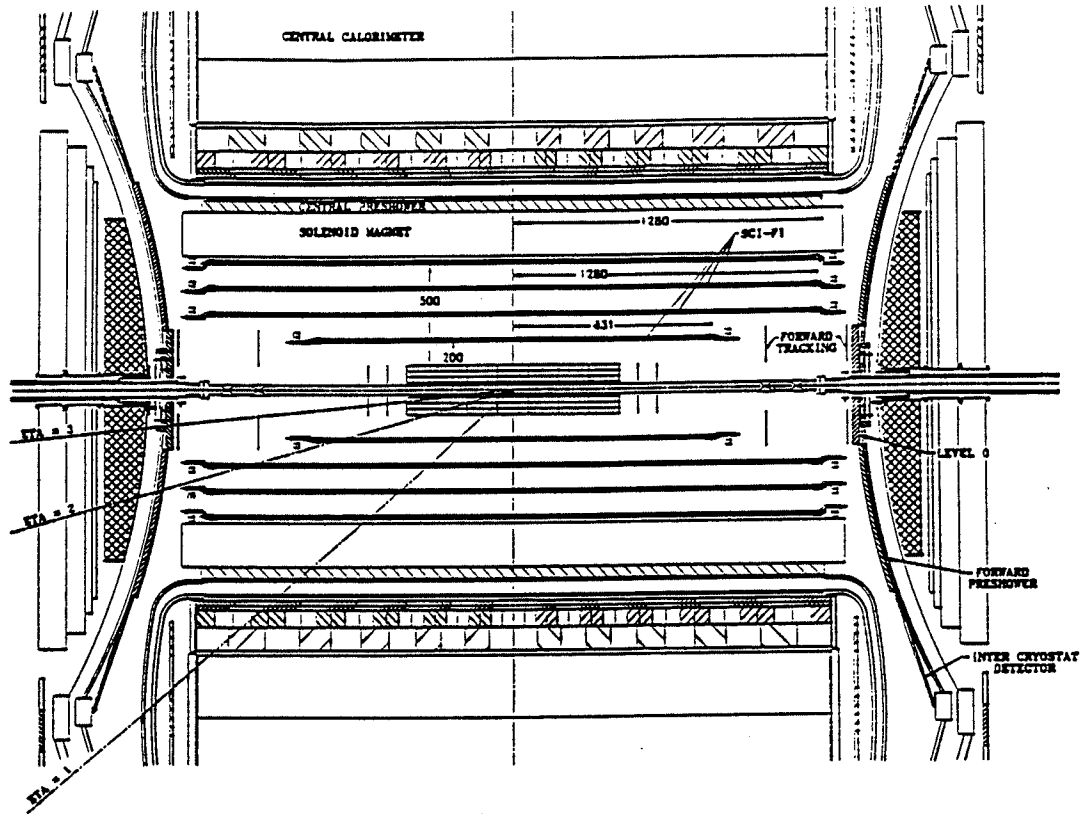 CENTRAL CALORIMETER
CENTRAL PRESHOWER
1280
SOLENOID MAGNET
SCI-FI
1280
500
831
FORWARD
TRACKING
200
ETA = 3
LEVEL 0
ETA = 2
FORWARD
PRESHOWER
INTER CRYOSTAT
DETECTOR
ETA = 1